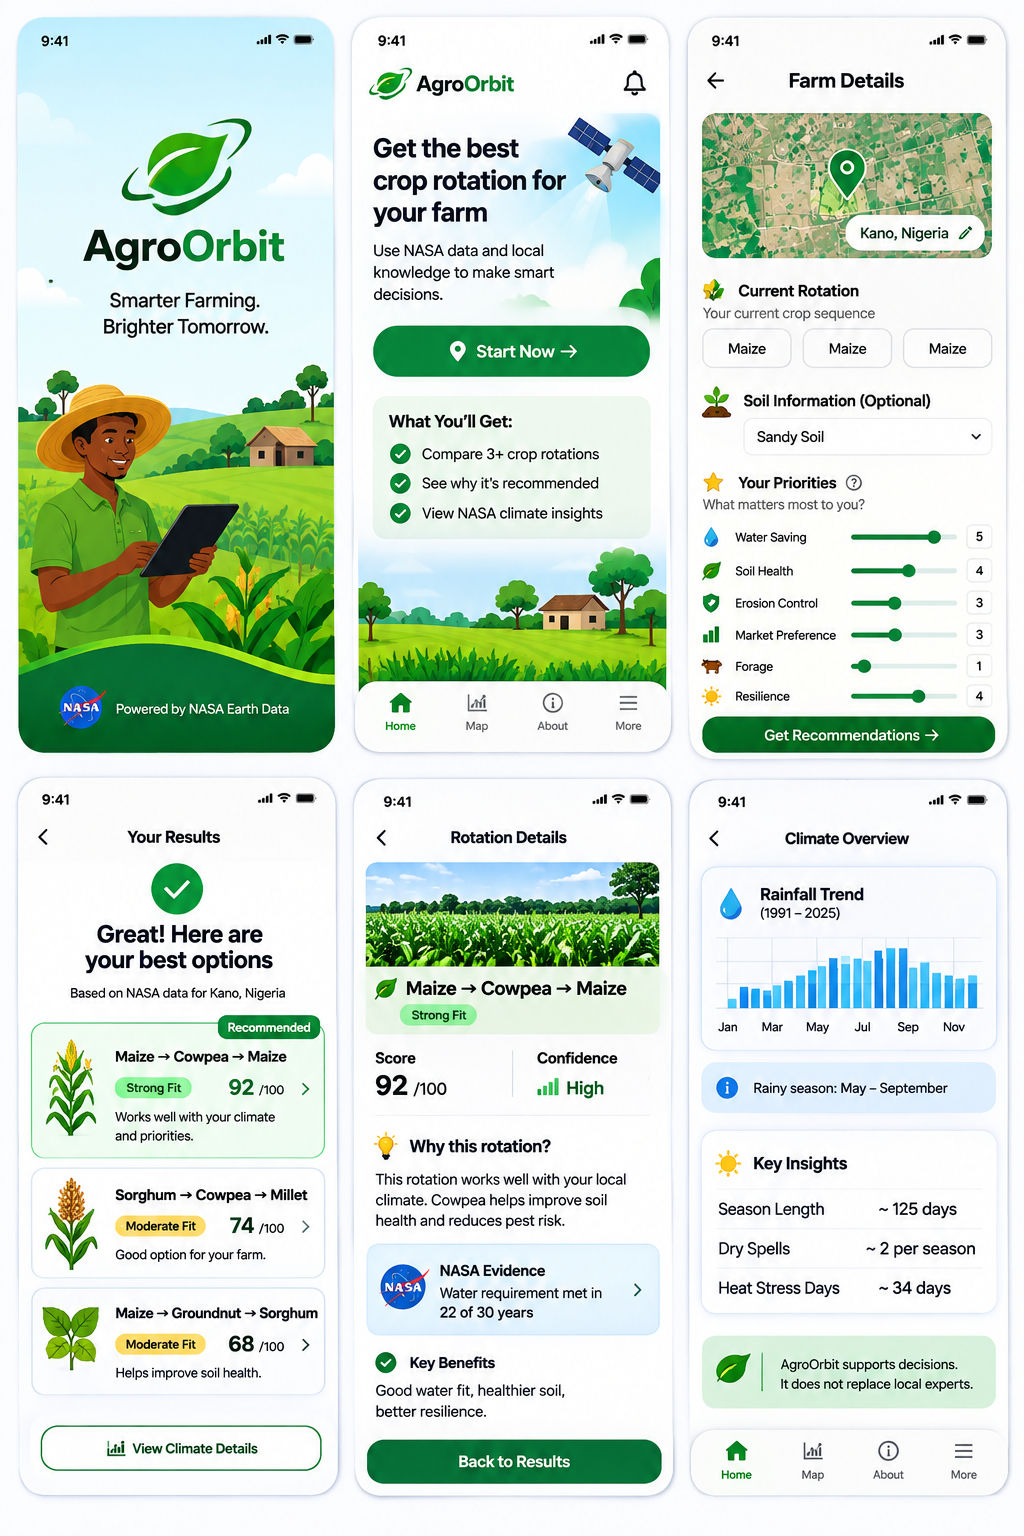 9:41
AgroOrbit
Smarter Farming.
Brighter Tomorrow.
NASA
Powered by NASA Earth Data
9:41
AgroOrbit
Get the best
crop rotation for
your farm
Use NASA data and local
knowledge to make smart
decisions.
Start Now →
What You'll Get:
Compare 3+ crop rotations
See why it's recommended
View NASA climate insights
Home
Map
About
More
9:41
Farm Details
Kano, Nigeria
Current Rotation
Your current crop sequence
Maize
Maize
Maize
Soil Information (Optional)
Sandy Soil
Your Priorities ?
What matters most to you?
Water Saving 5
Soil Health 4
Erosion Control 3
Market Preference 3
Forage 1
Resilience 4
Get Recommendations →
9:41
Your Results
Great! Here are
your best options
Based on NASA data for Kano, Nigeria
Recommended
Maize → Cowpea → Maize
Strong Fit 92 /100
Works well with your climate
and priorities.
Sorghum → Cowpea → Millet
Moderate Fit 74 /100
Good option for your farm.
Maize → Groundnut → Sorghum
Moderate Fit 68 /100
Helps improve soil health.
View Climate Details
9:41
Rotation Details
Maize → Cowpea → Maize
Strong Fit
Score
92 /100
Confidence
High
Why this rotation?
This rotation works well with your local
climate. Cowpea helps improve soil
health and reduces pest risk.
NASA
NASA Evidence
Water requirement met in
22 of 30 years
Key Benefits
Good water fit, healthier soil,
better resilience.
Back to Results
9:41
Climate Overview
Rainfall Trend
(1991 – 2025)
Jan Mar May Jul Sep Nov
Rainy season: May – September
Key Insights
Season Length ~ 125 days
Dry Spells ~ 2 per season
Heat Stress Days ~ 34 days
AgroOrbit supports decisions.
It does not replace local experts.
Home
Map
About
More